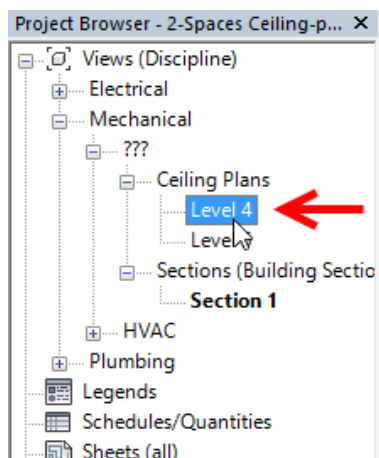 Project Browser - 2-Spaces Ceiling-p...
Views (Discipline)
Electrical
Mechanical
???
Ceiling Plans
Level 4
Level
Sections (Building Sectio
Section 1
HVAC
Plumbing
Legends
Schedules/Quantities
Sheets (all)